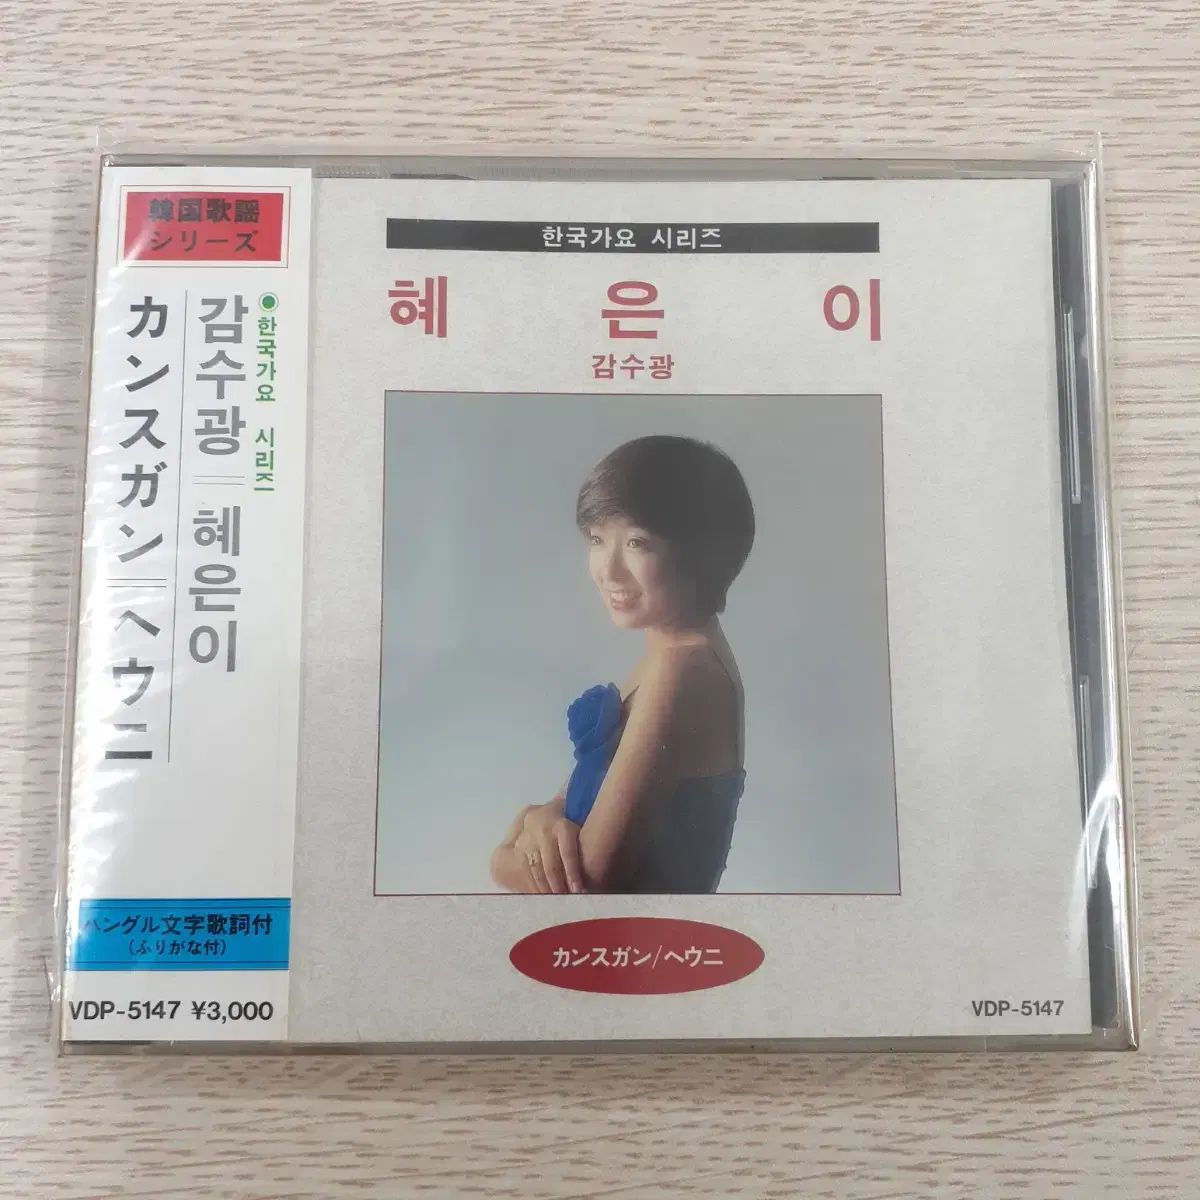 韓国歌謡
シリーズ
한국가요 시리즈
감수광 혜은이
カンスガン ヘウニ
ハングル文字歌詞付
(ふりがな付)
VDP-5147 ¥3,000
한국가요 시리즈
혜은이
감수광
カンスガン/ヘウニ
VDP-5147